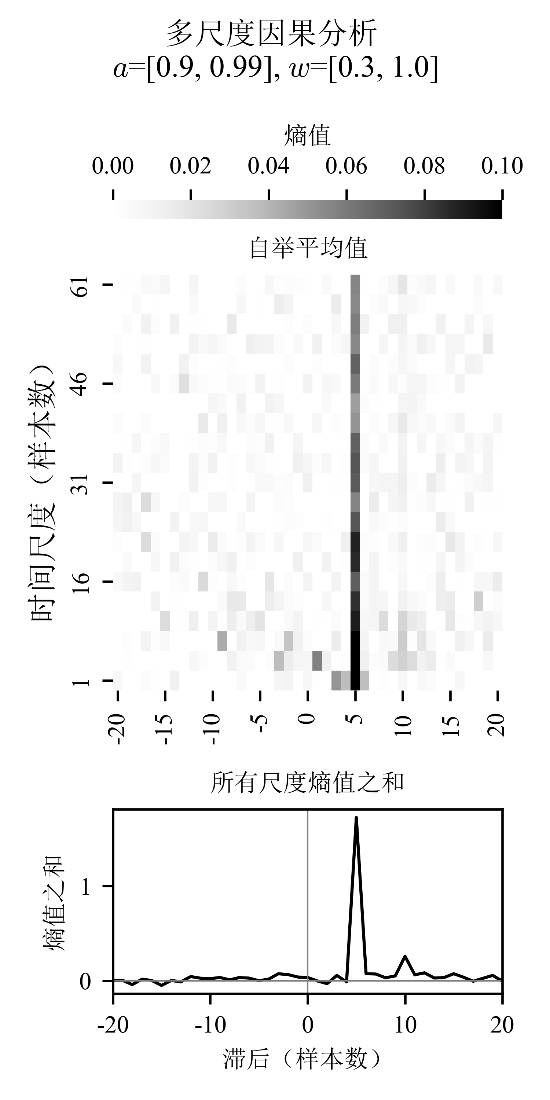 多尺度因果分析
a=[0.9, 0.99], w=[0.3, 1.0]
熵值
0.00 0.02 0.04 0.06 0.08 0.10
自举平均值
时间尺度（样本数）
61
46
31
16
1
-20 -15 -10 -5 0 5 10 15 20
所有尺度熵值之和
熵值之和
1
0
-20 -10 0 10 20
滞后（样本数）